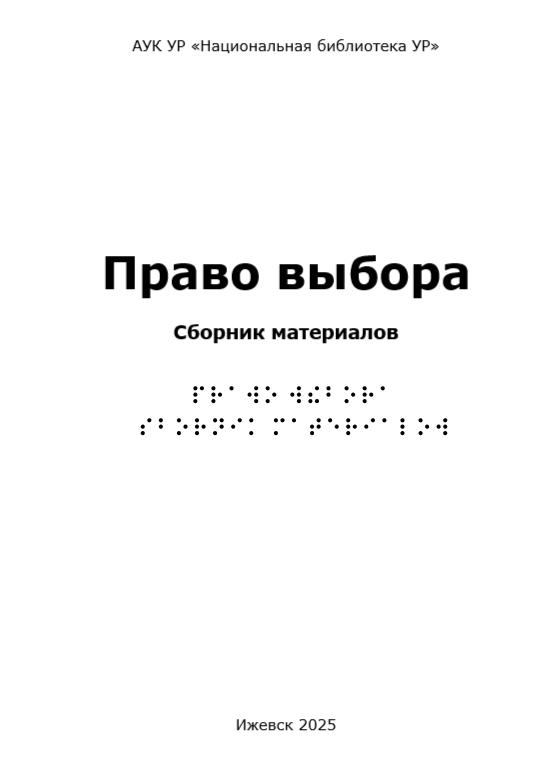 АУК УР «Национальная библиотека УР»
Право выбора
Сборник материалов
⠏⠗⠁⠺⠕ ⠺⠮⠃⠕⠗⠁
⠎⠃⠕⠗⠝⠊⠅ ⠍⠁⠞⠑⠗⠊⠁⠇⠕⠺
Ижевск 2025